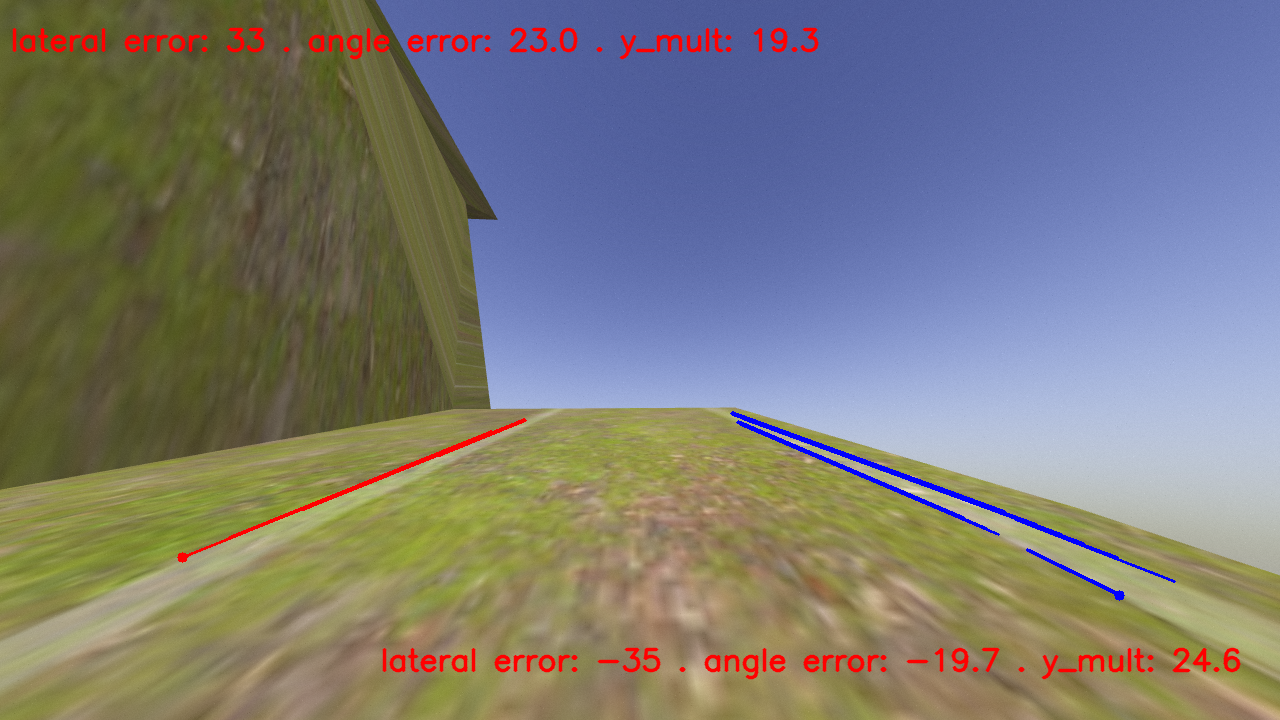 lateral error: 33 . angle error: 23.0 . y_mult: 19.3
lateral error: −35 . angle error: −19.7 . y_mult: 24.6